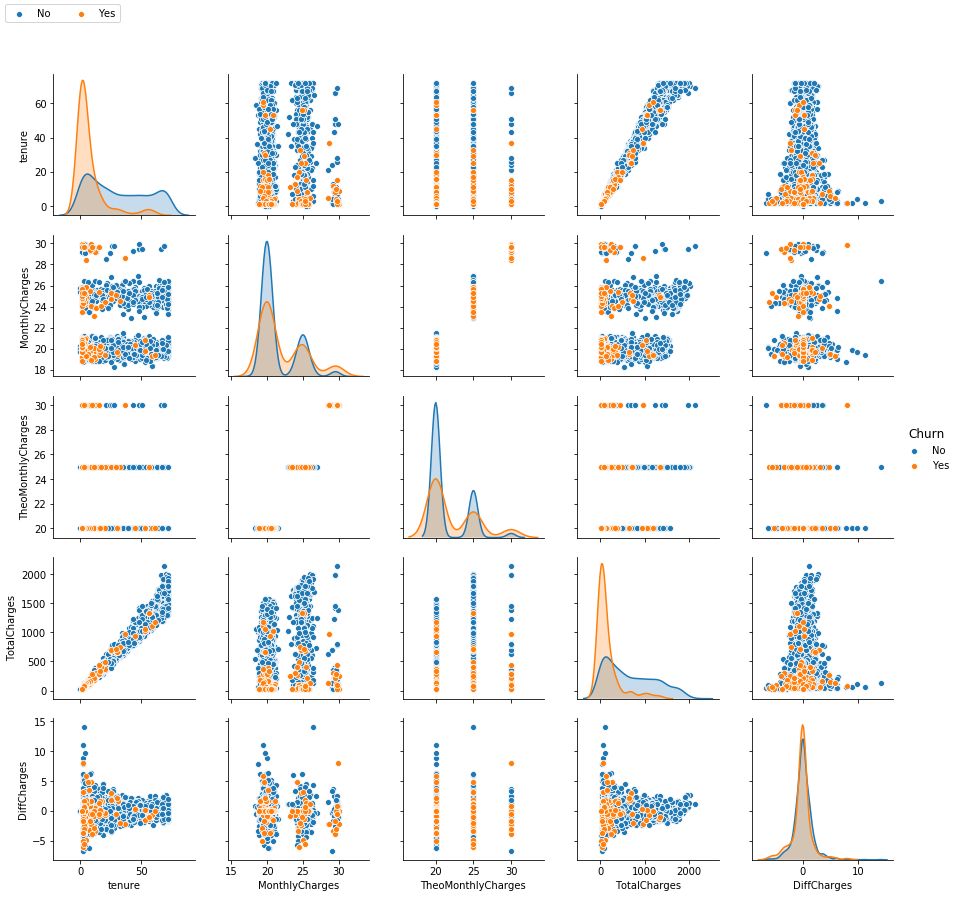 No Yes
60
40
20
0
tenure
30
28
26
24
22
20
18
MonthlyCharges
30
28
26
24
22
20
TheoMonthlyCharges
Churn
No
Yes
2000
1500
1000
500
0
TotalCharges
15
10
5
0
−5
DiffCharges
0 50 15 20 25 30 20 25 30 0 1000 2000 0 10
tenure MonthlyCharges TheoMonthlyCharges TotalCharges DiffCharges